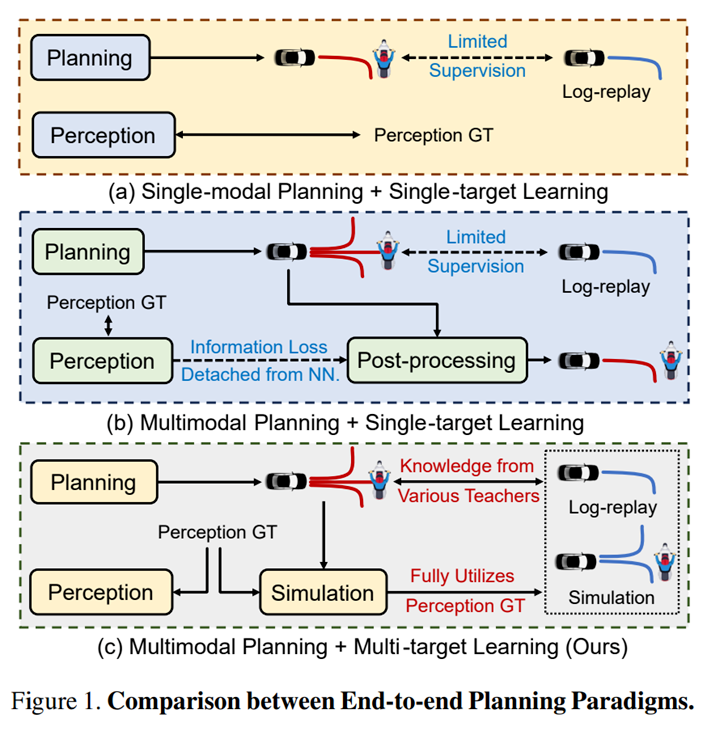 Planning
Limited
Supervision
Log-replay
Perception
Perception GT
(a) Single-modal Planning + Single-target Learning
Planning
Limited
Supervision
Log-replay
Perception GT
Perception
Information Loss
Detached from NN.
Post-processing
(b) Multimodal Planning + Single-target Learning
Planning
Knowledge from
Various Teachers
Log-replay
Perception GT
Perception
Simulation
Fully Utilizes
Perception GT
Simulation
(c) Multimodal Planning + Multi-target Learning (Ours)
Figure 1. Comparison between End-to-end Planning Paradigms.